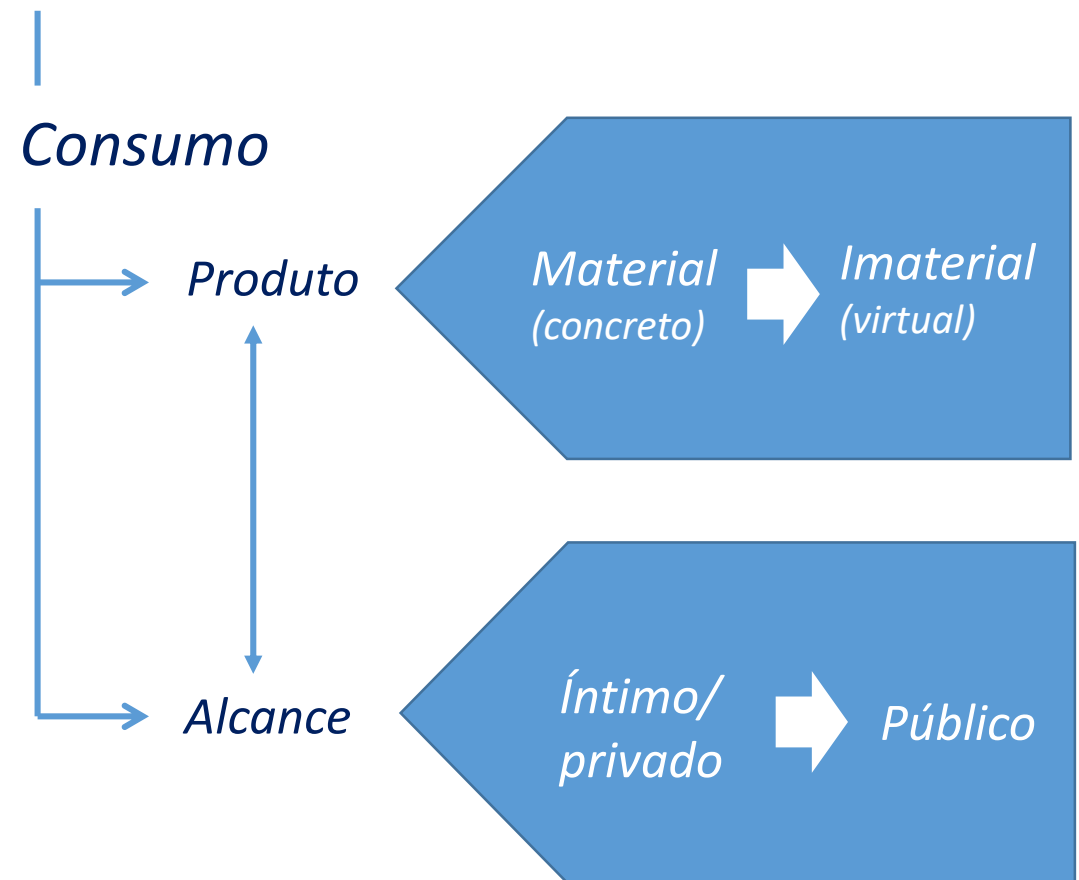 Consumo
Produto
Material
(concreto)
Imaterial
(virtual)
Alcance
Íntimo/
privado
Público